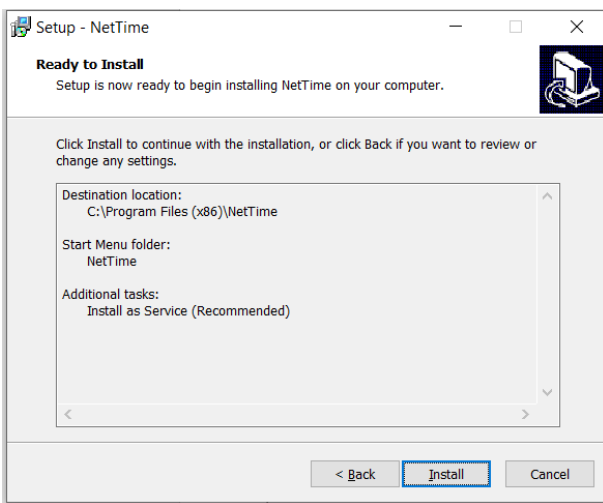 Setup - NetTime
Ready to Install
Setup is now ready to begin installing NetTime on your computer.
Click Install to continue with the installation, or click Back if you want to review or
change any settings.
Destination location:
C:\Program Files (x86)\NetTime
Start Menu folder:
NetTime
Additional tasks:
Install as Service (Recommended)
< Back
Install
Cancel